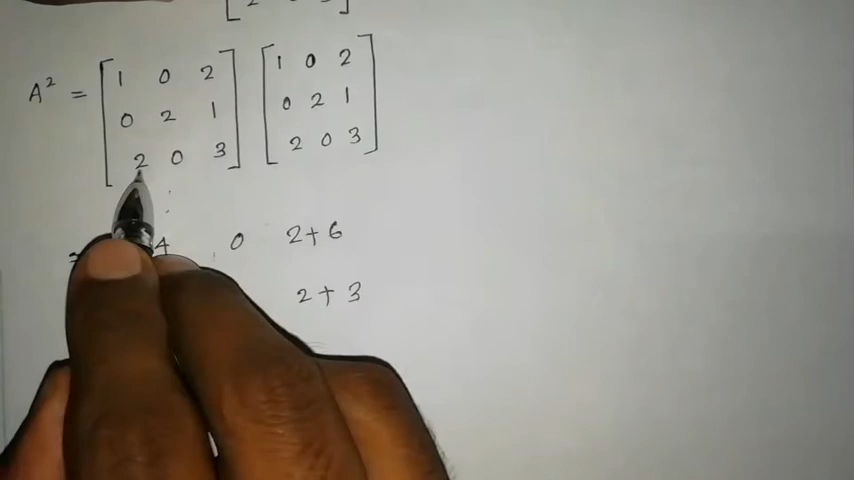 A² = [1 0 2] [1 0 2]
[0 2 1] [0 2 1]
[2 0 3] [2 0 3]
= 4 0 2+6
2+3